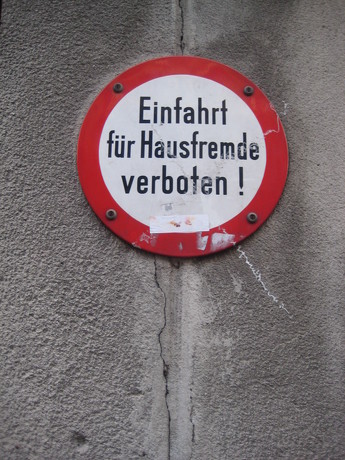 Einfahrt
für Hausfremde
verboten !